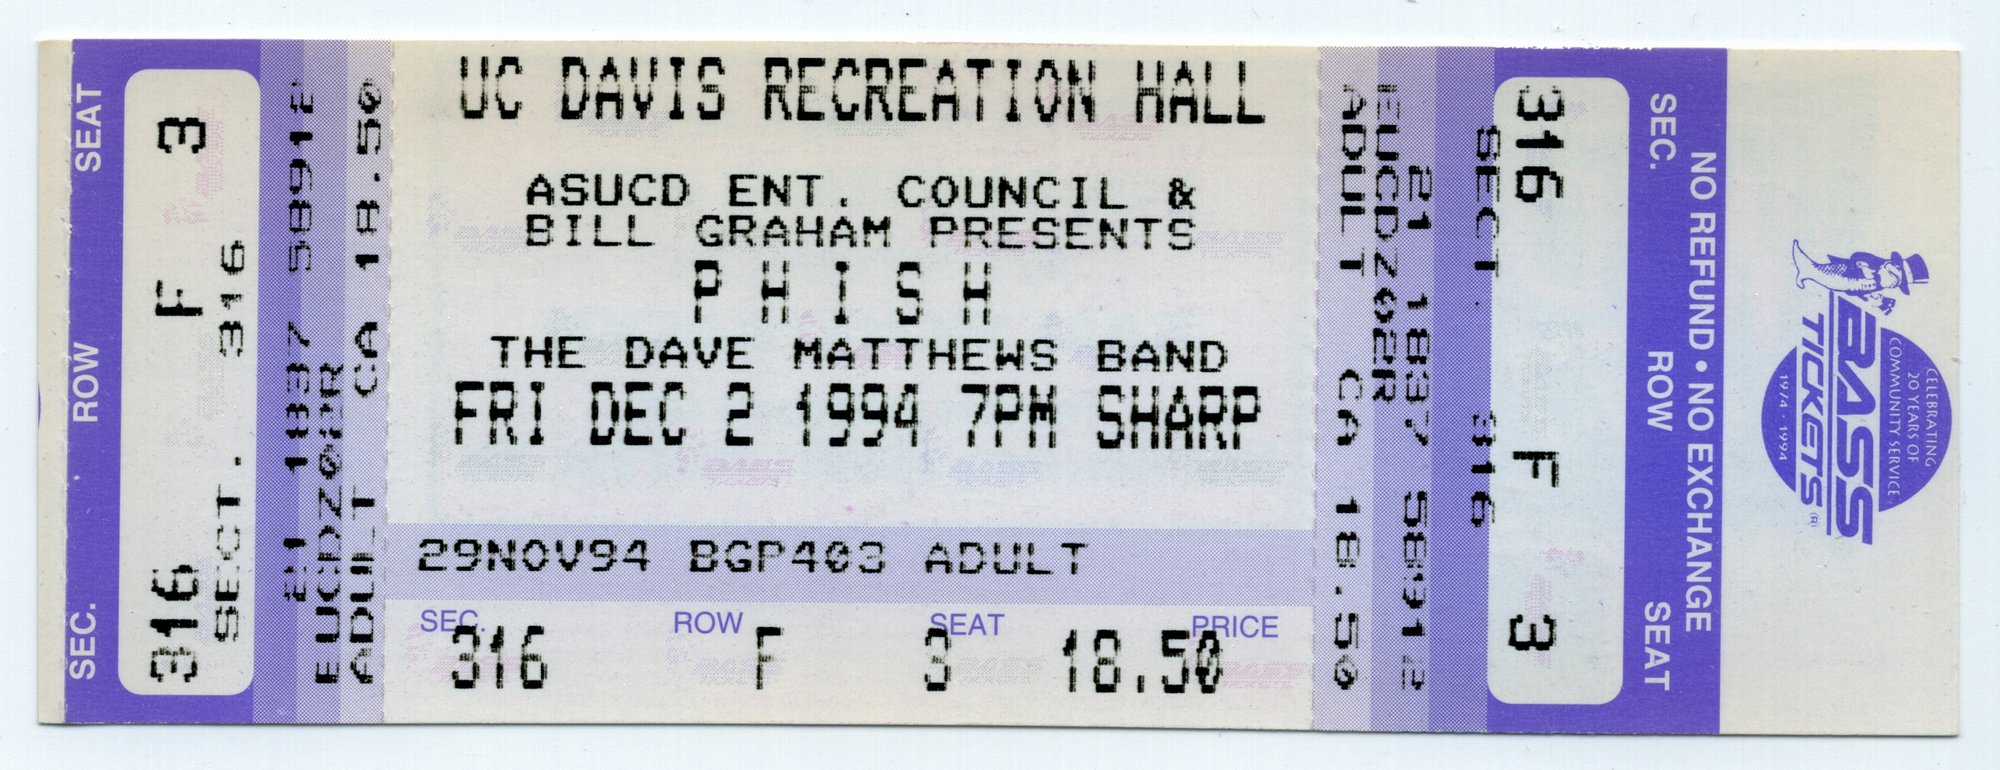 SEAT
ROW
SEC.
316 F 3
SECT. 316
21 1837 58912
EUCDZ02R
ADULT CA 18.50
UC DAVIS RECREATION HALL
ASUCD ENT. COUNCIL &
BILL GRAHAM PRESENTS
PHISH
THE DAVE MATTHEWS BAND
FRI DEC 2 1994 7PM SHARP
29NOV94 BGP403 ADULT
SEC. ROW SEAT PRICE
316 F 3 18.50
ADULT CA 18.50
EUCDZ02R
21 1837 58912
SECT. 316
316 F 3
SEC. ROW SEAT
NO REFUND • NO EXCHANGE
CELEBRATING
20 YEARS OF
COMMUNITY SERVICE
BASS
TICKETS ®
1974 - 1994